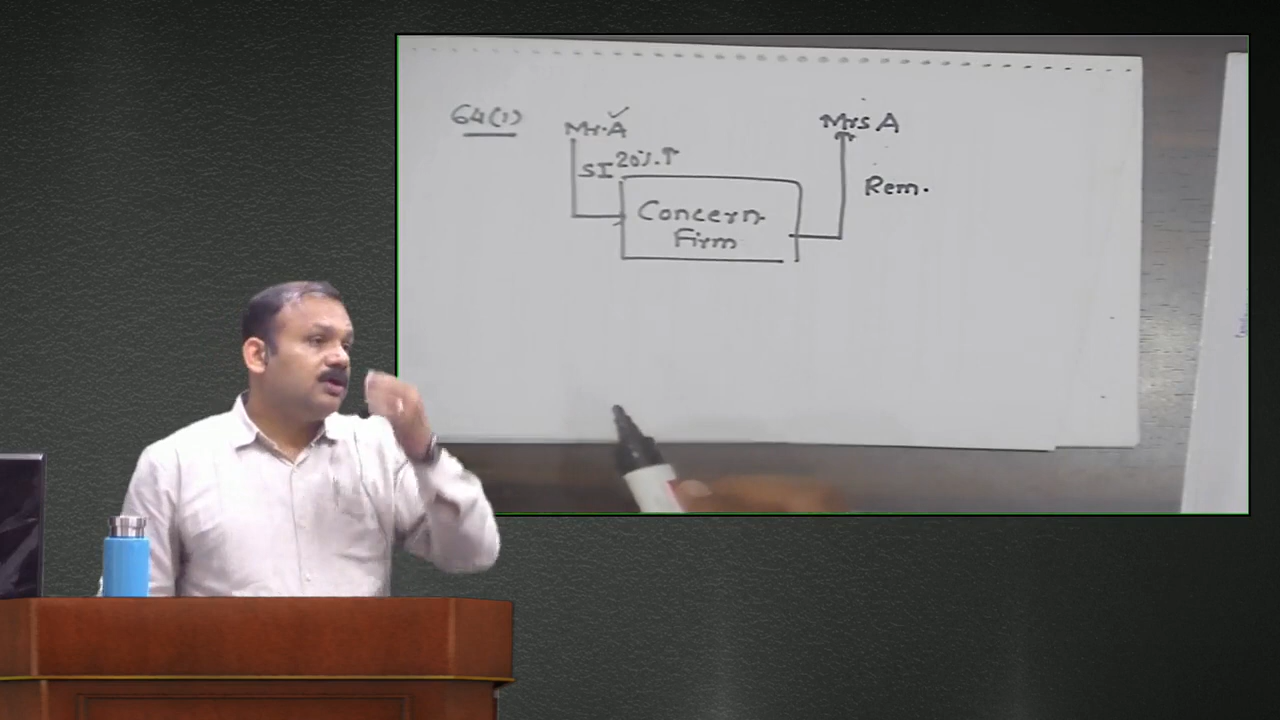 64(1)
Mr. A ✓
Mrs A
SI 20% ↑
Rem.
Concern
Firm